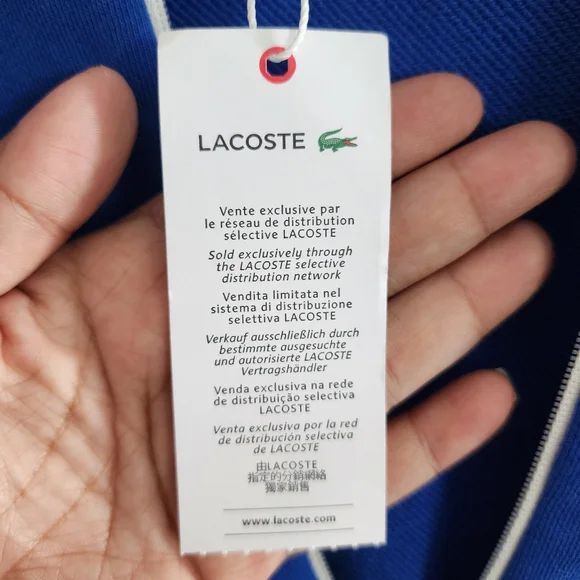 LACOSTE
Vente exclusive par
le réseau de distribution
sélective LACOSTE
Sold exclusively through
the LACOSTE selective
distribution network
Vendita limitata nel
sistema di distribuzione
selettiva LACOSTE
Verkauf ausschließlich durch
bestimmte ausgesuchte
und autorisierte LACOSTE
Vertragshändler
Venda exclusiva na rede
de distribuição selectiva
LACOSTE
Venta exclusiva por la red
de distribución selectiva
de LACOSTE
由LACOSTE
指定的分銷網絡
獨家銷售
www.lacoste.com